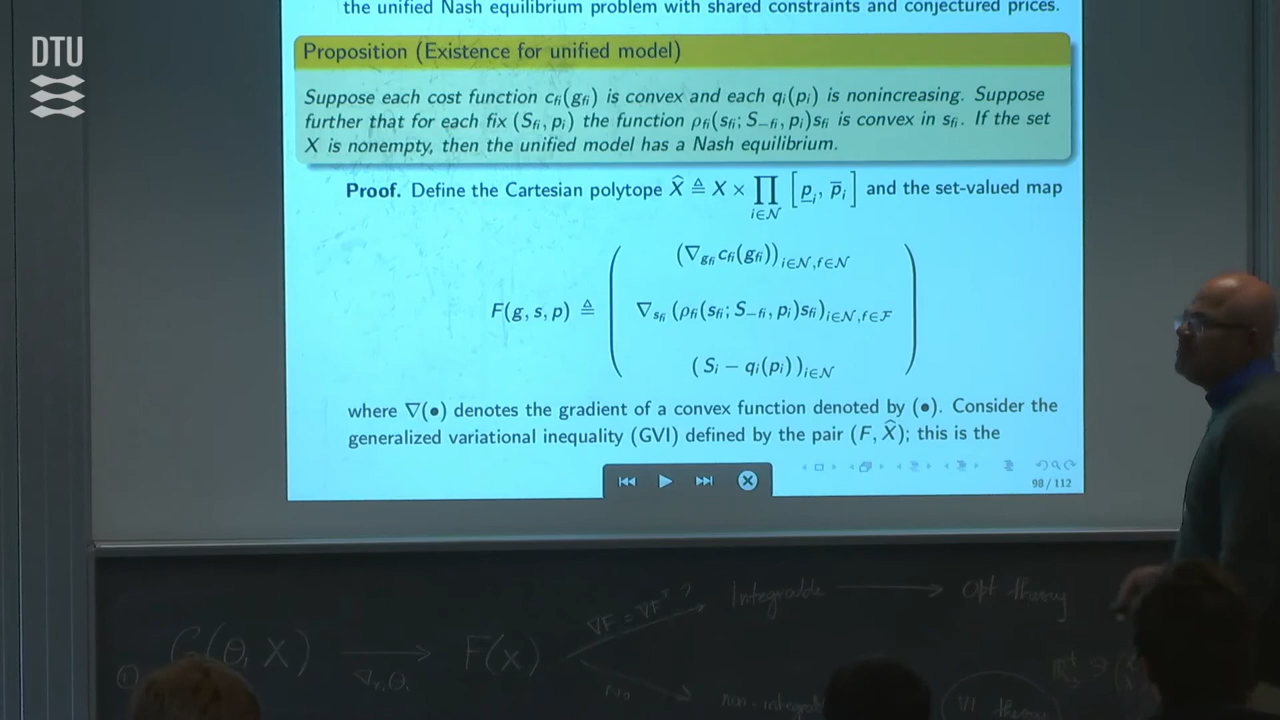 DTU
the unified Nash equilibrium problem with shared constraints and conjectured prices.
Proposition (Existence for unified model)
Suppose each cost function c_{fi}(g_{fi}) is convex and each q_i(p_i) is nonincreasing. Suppose
further that for each fix (S_{fi}, p_i) the function ρ_{fi}(s_{fi}; S_{−fi}, p_i)s_{fi} is convex in s_{fi}. If the set
X is nonempty, then the unified model has a Nash equilibrium.
Proof. Define the Cartesian polytope X̂ ≜ X × ∏_{i∈N} [p̲_i, p̄_i] and the set-valued map
(∇_{g_{fi}} c_{fi}(g_{fi}))_{i∈N, f∈N}
F(g, s, p) ≜ ∇_{s_{fi}} (ρ_{fi}(s_{fi}; S_{−fi}, p_i)s_{fi})_{i∈N, f∈F}
(S_i − q_i(p_i))_{i∈N}
where ∇(•) denotes the gradient of a convex function denoted by (•). Consider the
generalized variational inequality (GVI) defined by the pair (F, X̂); this is the
98 / 112
∇F = ∇F^T ? Integrable → Opt theory
G(θ, X) → F(x)
∇_{x,θ}
No non-integrabl VI theory